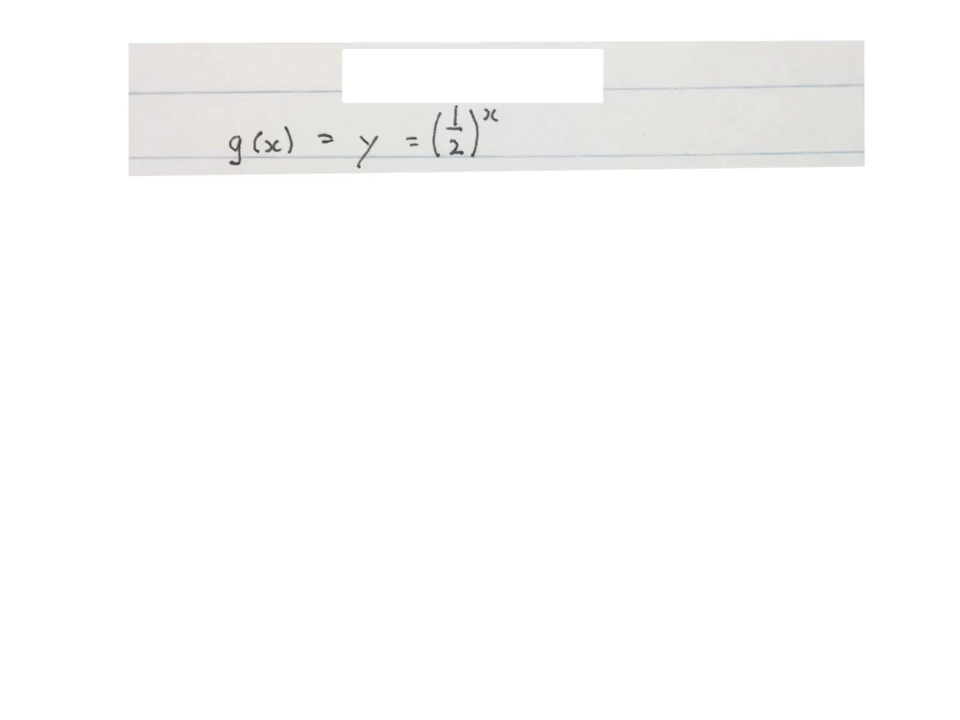 g(x) = y = (1/2)^x